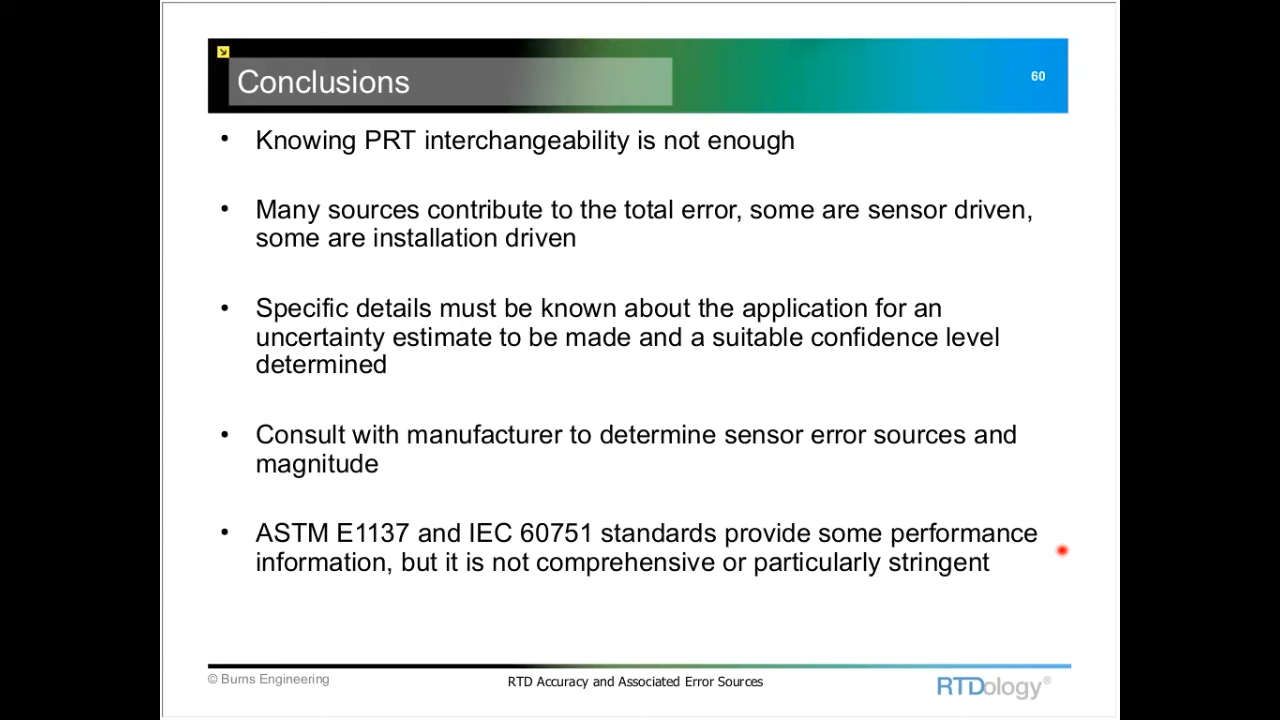 Conclusions
60
• Knowing PRT interchangeability is not enough
• Many sources contribute to the total error, some are sensor driven,
some are installation driven
• Specific details must be known about the application for an
uncertainty estimate to be made and a suitable confidence level
determined
• Consult with manufacturer to determine sensor error sources and
magnitude
• ASTM E1137 and IEC 60751 standards provide some performance
information, but it is not comprehensive or particularly stringent
© Burns Engineering
RTD Accuracy and Associated Error Sources
RTDology®